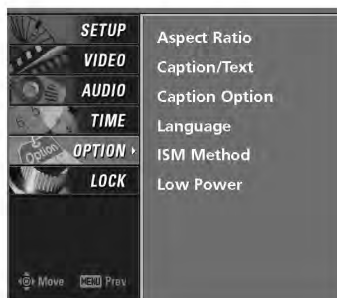 SETUP
VIDEO
AUDIO
TIME
Option
OPTION
LOCK
Move MENU Prev
Aspect Ratio
Caption/Text
Caption Option
Language
ISM Method
Low Power